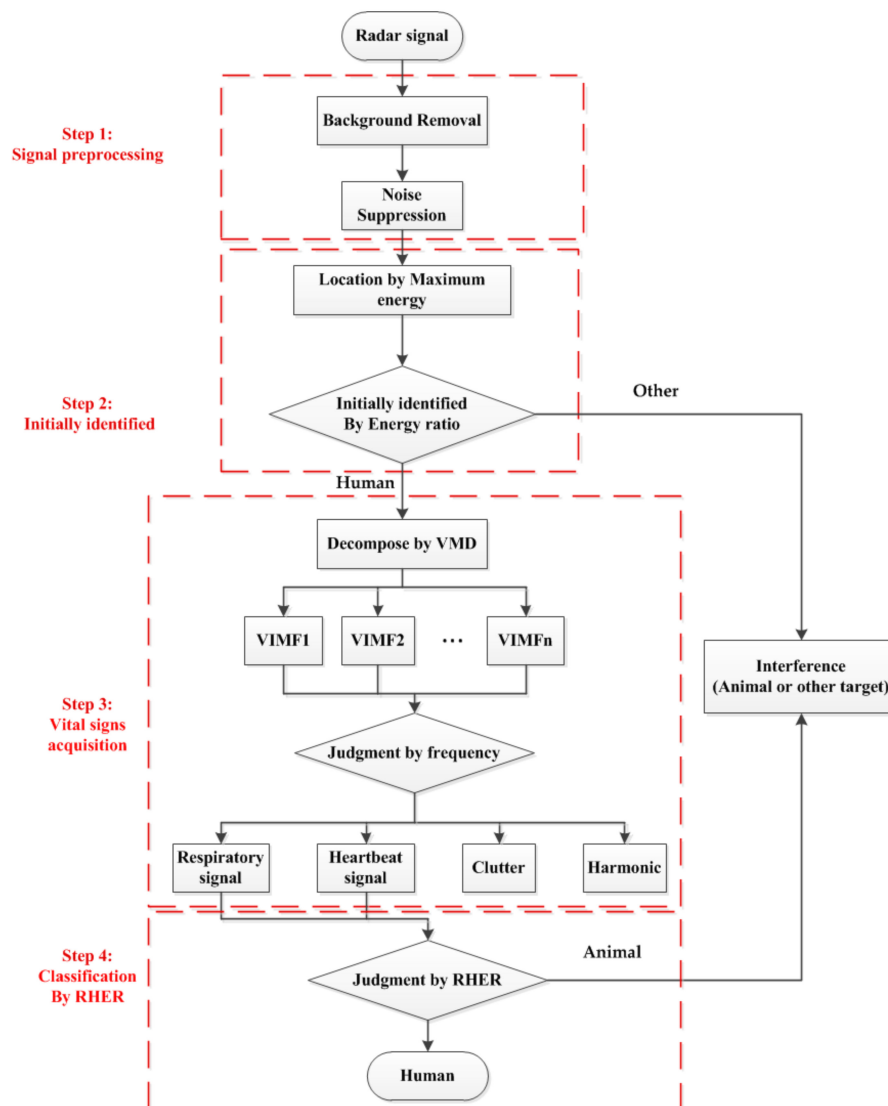 Radar signal
Step 1:
Signal preprocessing
Background Removal
Noise
Suppression
Location by Maximum
energy
Step 2:
Initially identified
Initially identified
By Energy ratio
Other
Human
Decompose by VMD
VIMF1
VIMF2
...
VIMFn
Interference
(Animal or other target)
Step 3:
Vital signs
acquisition
Judgment by frequency
Respiratory
signal
Heartbeat
signal
Clutter
Harmonic
Step 4:
Classification
By RHER
Judgment by RHER
Animal
Human